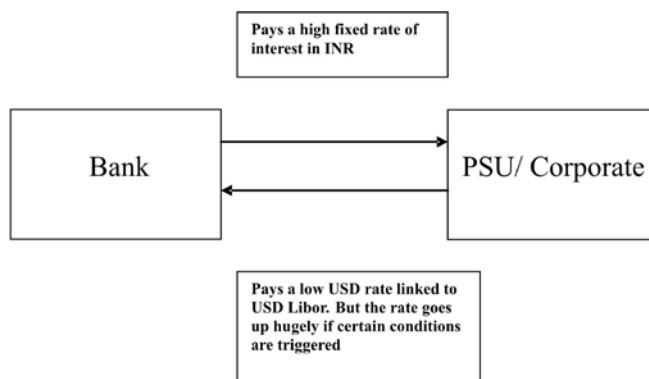 Pays a high fixed rate of
interest in INR
Bank
PSU/ Corporate
Pays a low USD rate linked to
USD Libor. But the rate goes
up hugely if certain conditions
are triggered